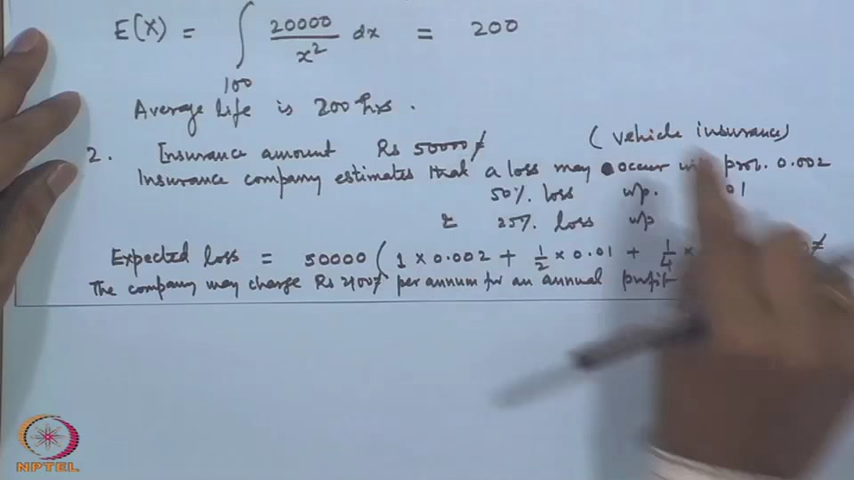 E(X) = ∫ 20000/x² dx = 200
100
Average life is 200 hrs.
2. Insurance amount Rs 50000/- (vehicle insurance)
Insurance company estimates that a loss may occur with prob. 0.002
50% loss w.p. 01
& 25% loss w.p
Expected loss = 50000 ( 1 × 0.002 + 1/2 × 0.01 + 1/4 ×
The company may charge Rs per annum for an annual profit
NPTEL